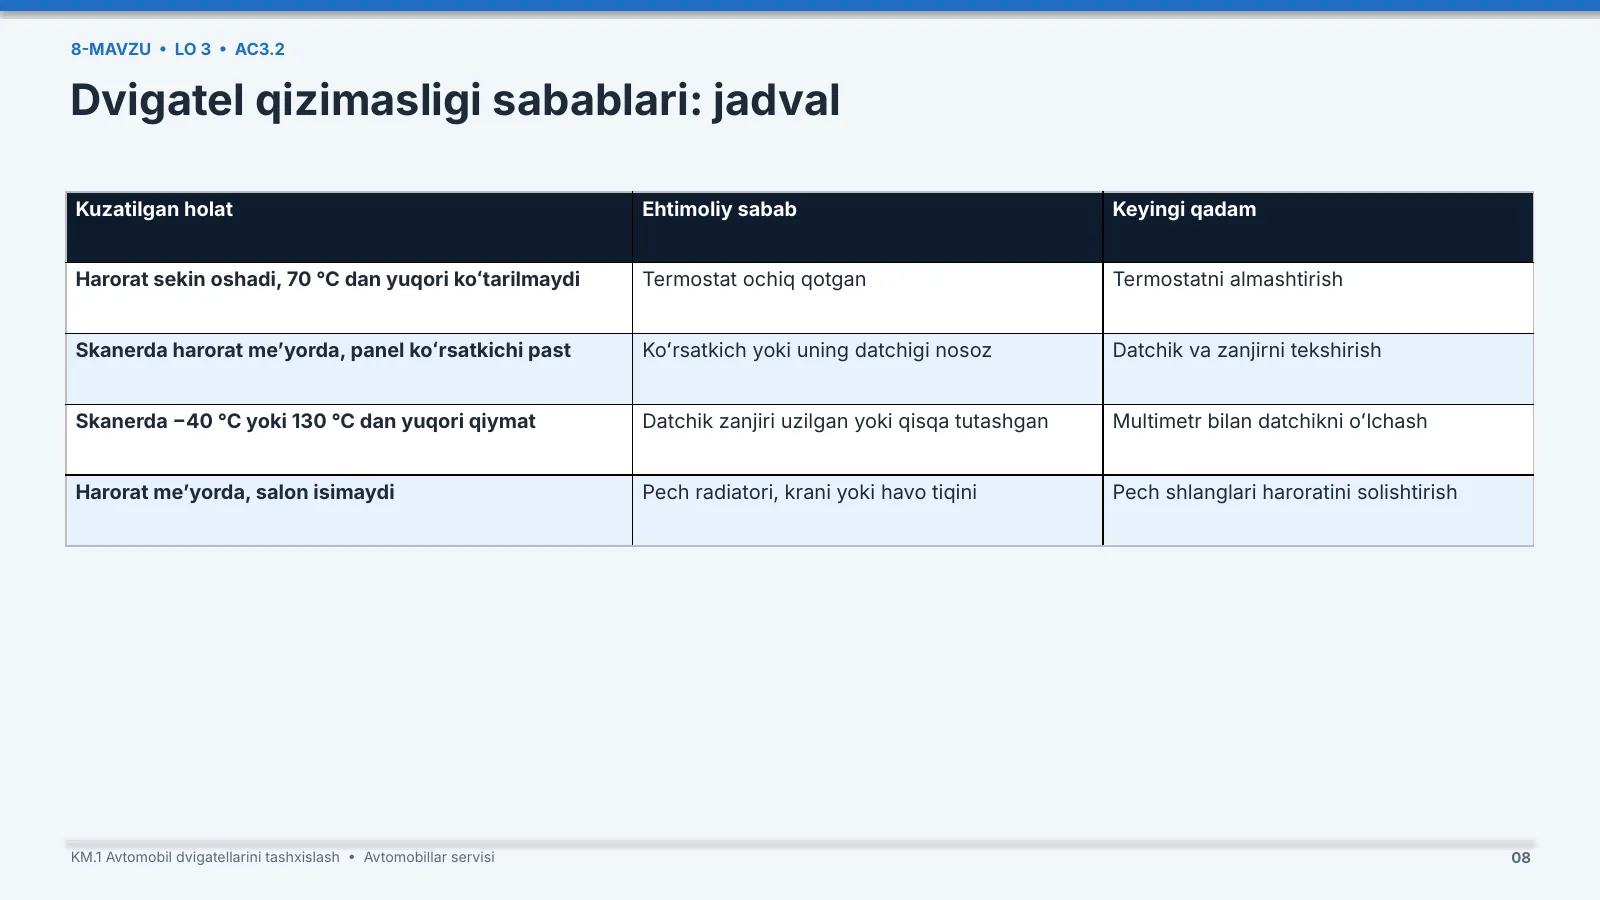 8-MAVZU • LO 3 • AC3.2
Dvigatel qizimasligi sabablari: jadval
Kuzatilgan holat Ehtimoliy sabab Keyingi qadam
Harorat sekin oshadi, 70 °C dan yuqori koʻtarilmaydi Termostat ochiq qotgan Termostatni almashtirish
Skanerda harorat meʼyorda, panel koʻrsatkichi past Koʻrsatkich yoki uning datchigi nosoz Datchik va zanjirni tekshirish
Skanerda −40 °C yoki 130 °C dan yuqori qiymat Datchik zanjiri uzilgan yoki qisqa tutashgan Multimetr bilan datchikni oʻlchash
Harorat meʼyorda, salon isimaydi Pech radiatori, krani yoki havo tiqini Pech shlanglari haroratini solishtirish
KM.1 Avtomobil dvigatellarini tashxislash • Avtomobillar servisi 08